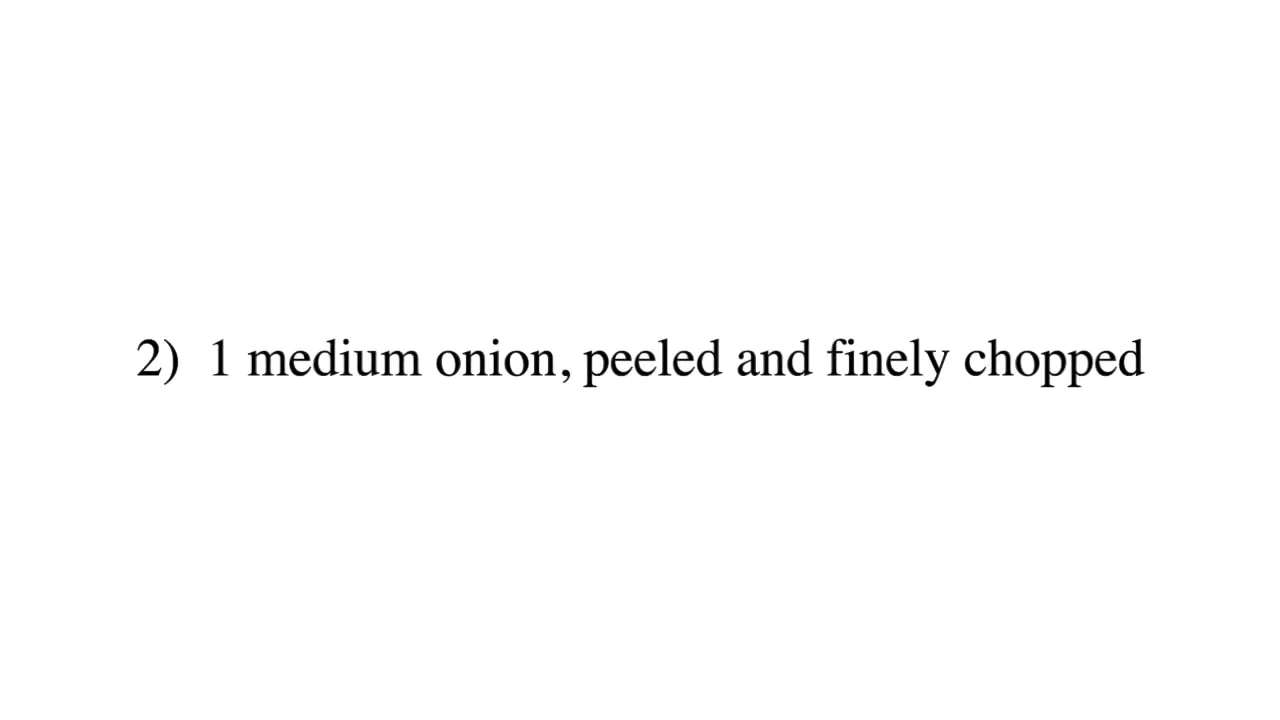 2) 1 medium onion, peeled and finely chopped